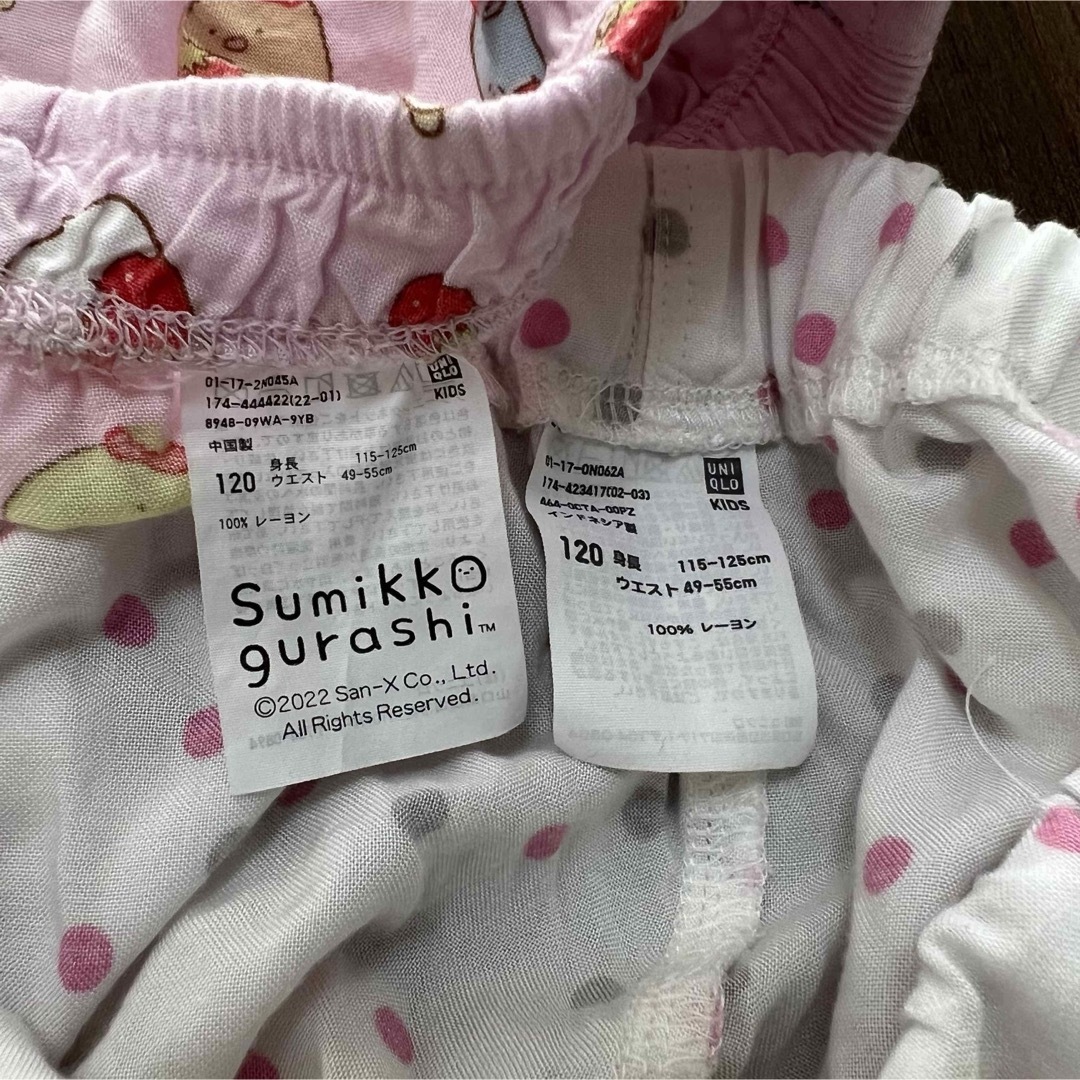 01-17-2N045A
174-444422(22-01)
894B-09WA-9YB
中国製
UNI
QLO
KIDS
120 身長 115-125cm
ウエスト 49-55cm
100% レーヨン
Sumikko
gurashi™
©2022 San-X Co., Ltd.
All Rights Reserved.
01-17-0N062A
174-423417(02-03)
インドネシア製
UNI
QLO
KIDS
120 身長 115-125cm
ウエスト 49-55cm
100% レーヨン